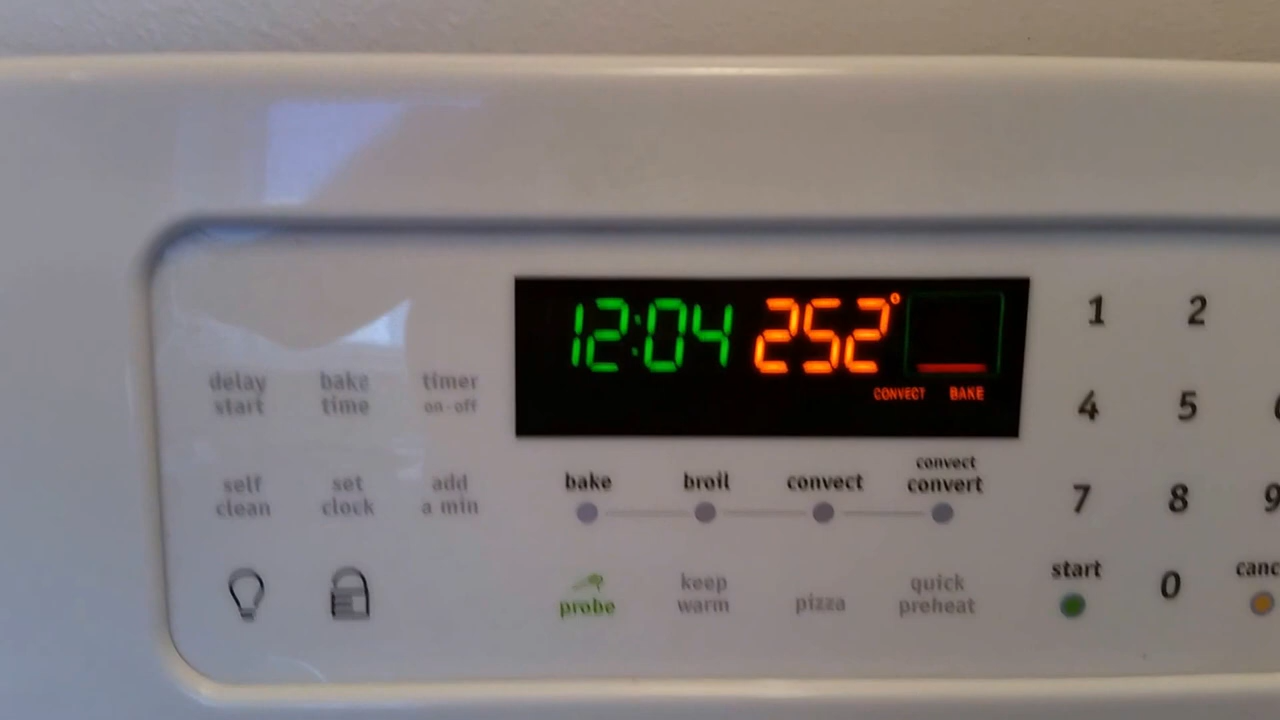 12:04 252°
CONVECT BAKE
1 2
4 5
7 8 9
0
delay start
bake time
timer on·off
self clean
set clock
add a min
bake
broil
convect
convect convert
probe
keep warm
pizza
quick preheat
start
canc